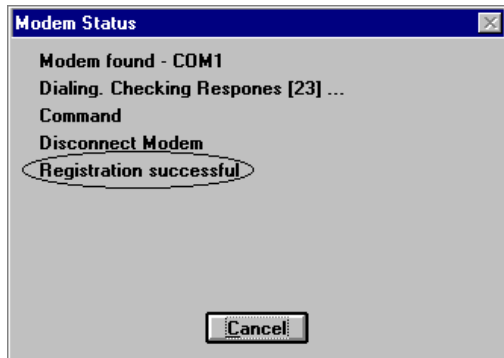 Modem Status
Modem found - COM1
Dialing. Checking Respones [23] ...
Command
Disconnect Modem
Registration successful
Cancel